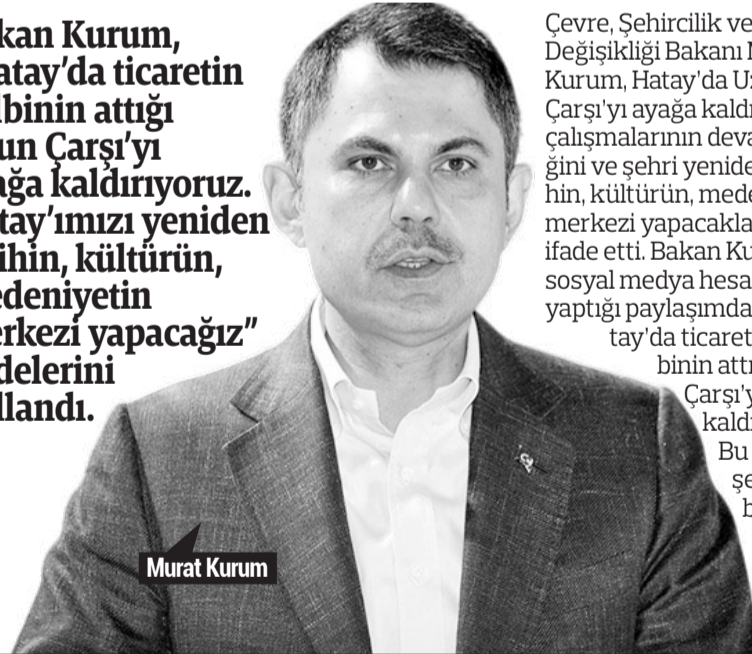 kan Kurum,
atay’da ticaretin
lbinin attığı
un Çarşı’yı
ağa kaldırıyoruz.
tay’ımızı yeniden
ihin, kültürün,
edeniyetin
erkezi yapacağız”
delerini
llandı.
Murat Kurum
Çevre, Şehircilik ve
Değişikliği Bakanı
Kurum, Hatay’da Uz
Çarşı’yı ayağa kaldı
çalışmalarının deva
ğini ve şehri yenide
hin, kültürün, mede
merkezi yapacakla
ifade etti. Bakan Ku
sosyal medya hesa
yaptığı paylaşımda
tay’da ticaret
binin attı
Çarşı’y
kaldı
Bu
şe
b